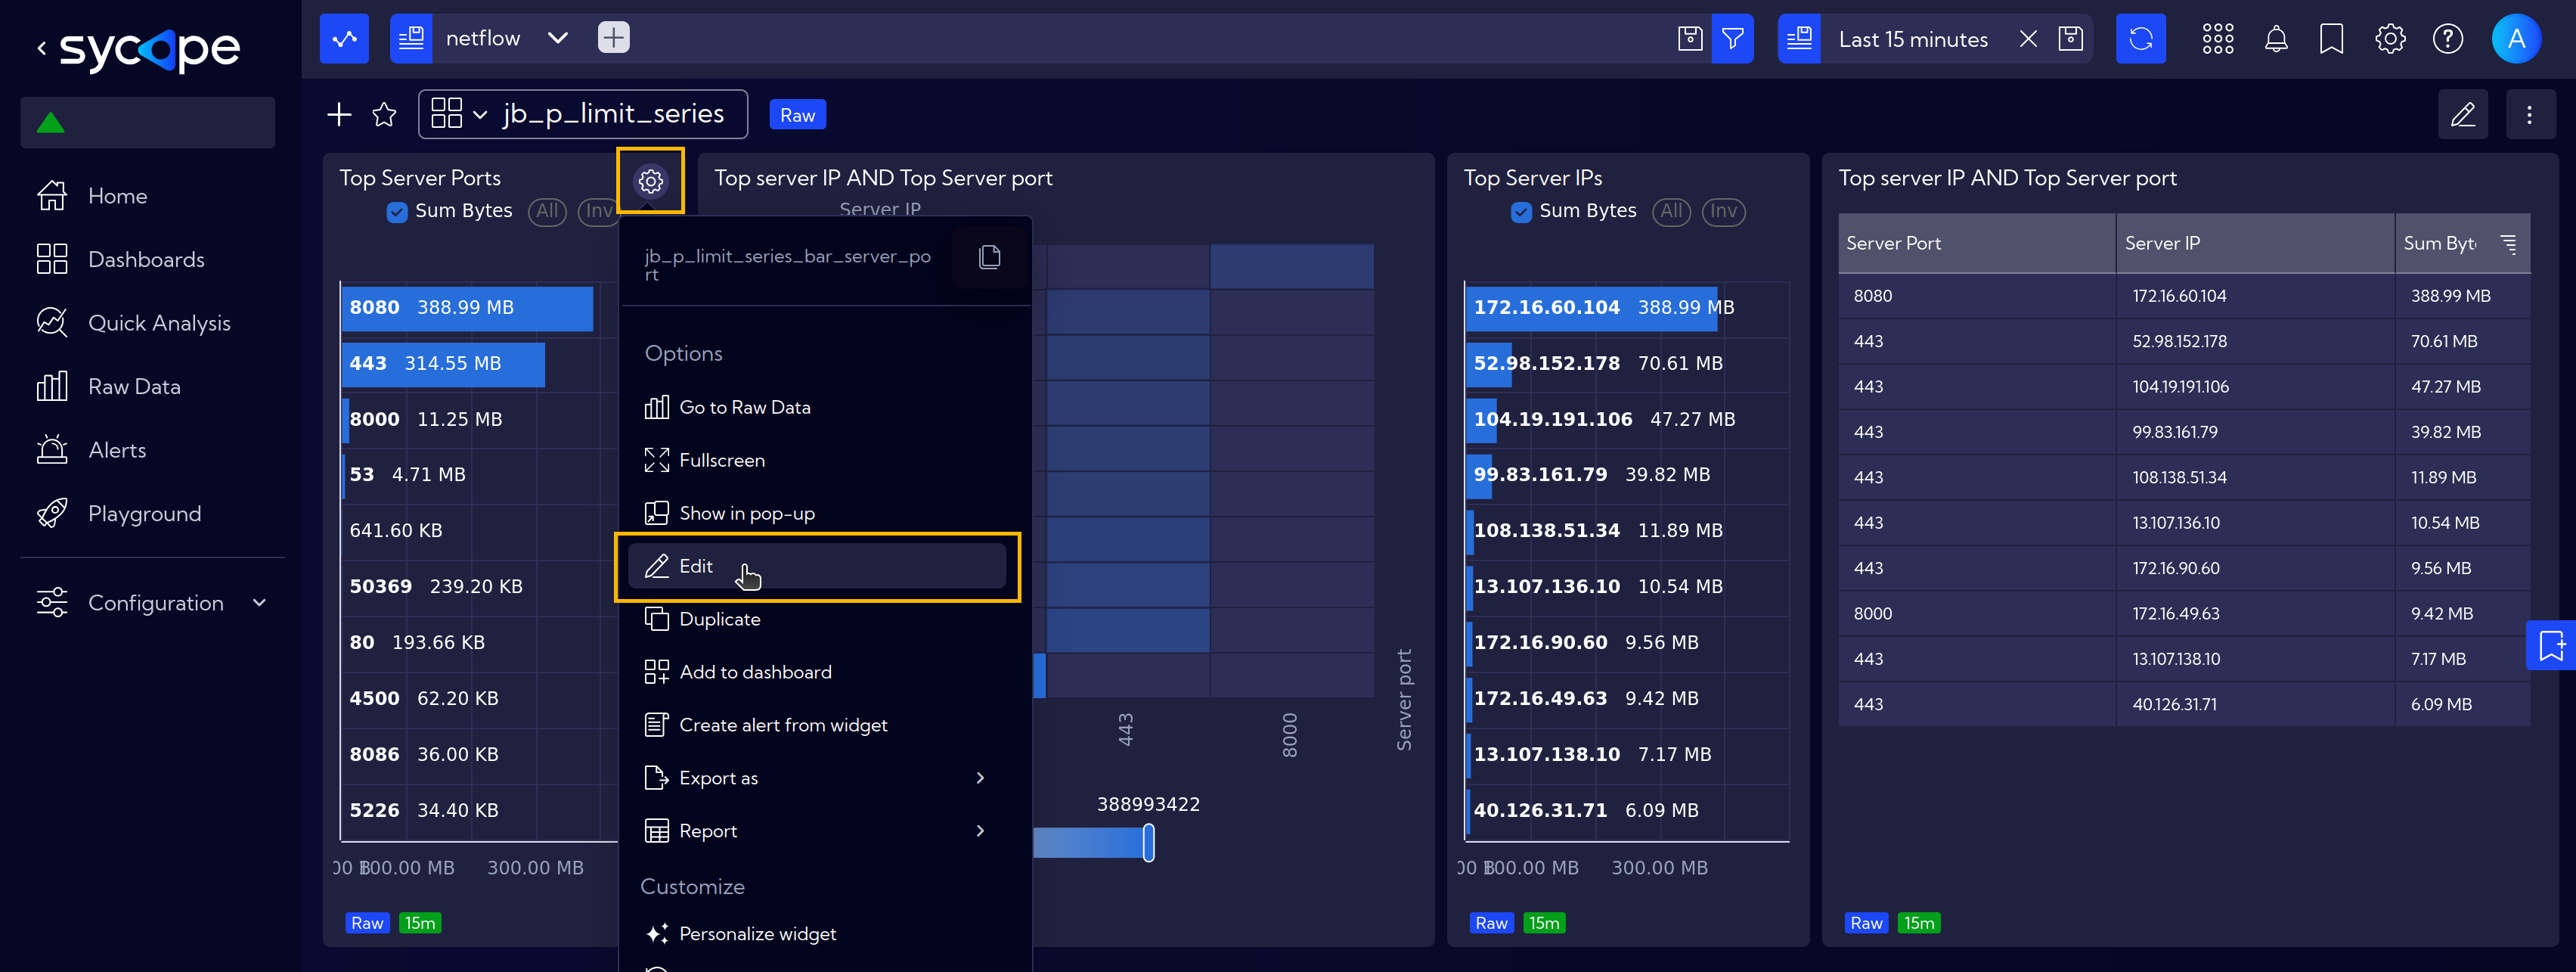 sycope
netflow
Last 15 minutes
A
jb_p_limit_series
Raw
Home
Dashboards
Quick Analysis
Raw Data
Alerts
Playground
Configuration
Top Server Ports
Sum Bytes All Inv
8080 388.99 MB
443 314.55 MB
8000 11.25 MB
53 4.71 MB
641.60 KB
50369 239.20 KB
80 193.66 KB
4500 62.20 KB
8086 36.00 KB
5226 34.40 KB
100.00 MB 300.00 MB
Raw 15m
jb_p_limit_series_bar_server_po
rt
Options
Go to Raw Data
Fullscreen
Show in pop-up
Edit
Duplicate
Add to dashboard
Create alert from widget
Export as
Report
Customize
Personalize widget
Top server IP AND Top Server port
Server IP
443
8000
Server port
388993422
Top Server IPs
Sum Bytes All Inv
172.16.60.104 388.99 MB
52.98.152.178 70.61 MB
104.19.191.106 47.27 MB
99.83.161.79 39.82 MB
108.138.51.34 11.89 MB
13.107.136.10 10.54 MB
172.16.90.60 9.56 MB
172.16.49.63 9.42 MB
13.107.138.10 7.17 MB
40.126.31.71 6.09 MB
100.00 MB 300.00 MB
Raw 15m
Top server IP AND Top Server port
Server Port Server IP Sum Byt
8080 172.16.60.104 388.99 MB
443 52.98.152.178 70.61 MB
443 104.19.191.106 47.27 MB
443 99.83.161.79 39.82 MB
443 108.138.51.34 11.89 MB
443 13.107.136.10 10.54 MB
443 172.16.90.60 9.56 MB
8000 172.16.49.63 9.42 MB
443 13.107.138.10 7.17 MB
443 40.126.31.71 6.09 MB
Raw 15m